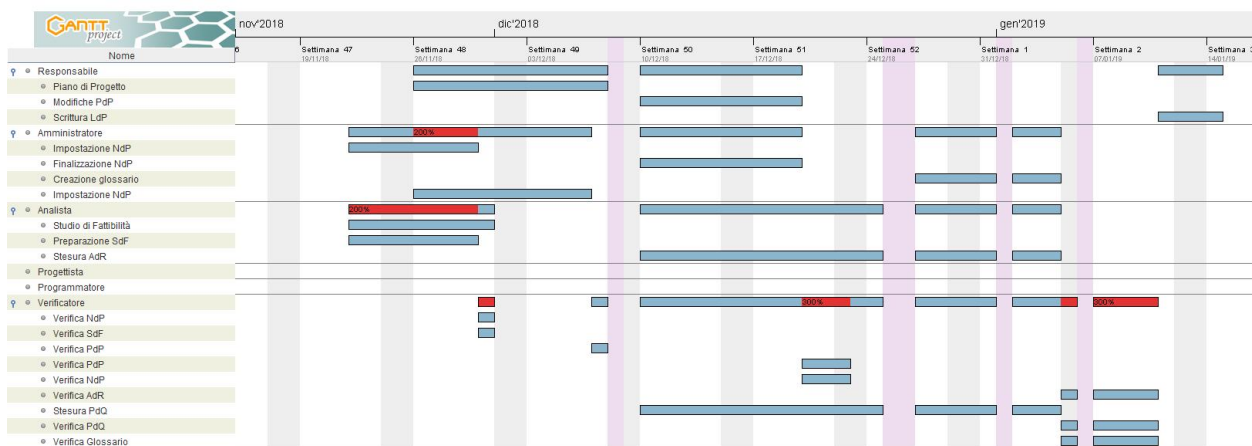 GANTT
project
nov'2018
dic'2018
gen'2019
Nome
6
Settimana 47
Settimana 48
Settimana 49
Settimana 50
Settimana 51
Settimana 52
Settimana 1
Settimana 2
Settimana 3
19/11/18
26/11/18
03/12/18
10/12/18
17/12/18
24/12/18
31/12/18
07/01/19
14/01/19
Responsabile
Piano di Progetto
Modifiche PdP
Scrittura LdP
Amministratore
200%
Impostazione NdP
Finalizzazione NdP
Creazione glossario
Impostazione NdP
Analista
200%
Studio di Fattibilità
Preparazione SdF
Stesura AdR
Progettista
Programmatore
Verificatore
300%
300%
Verifica NdP
Verifica SdF
Verifica PdP
Verifica PdP
Verifica NdP
Verifica AdR
Stesura PdQ
Verifica PdQ
Verifica Glossario